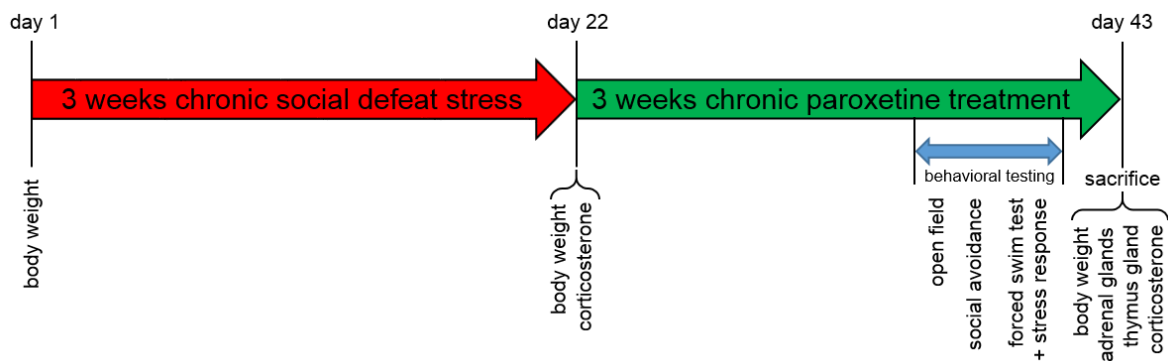 day 1
day 22
day 43
3 weeks chronic social defeat stress
3 weeks chronic paroxetine treatment
behavioral testing
sacrifice
body weight
body weight
corticosterone
open field
social avoidance
forced swim test
+ stress response
body weight
adrenal glands
thymus gland
corticosterone